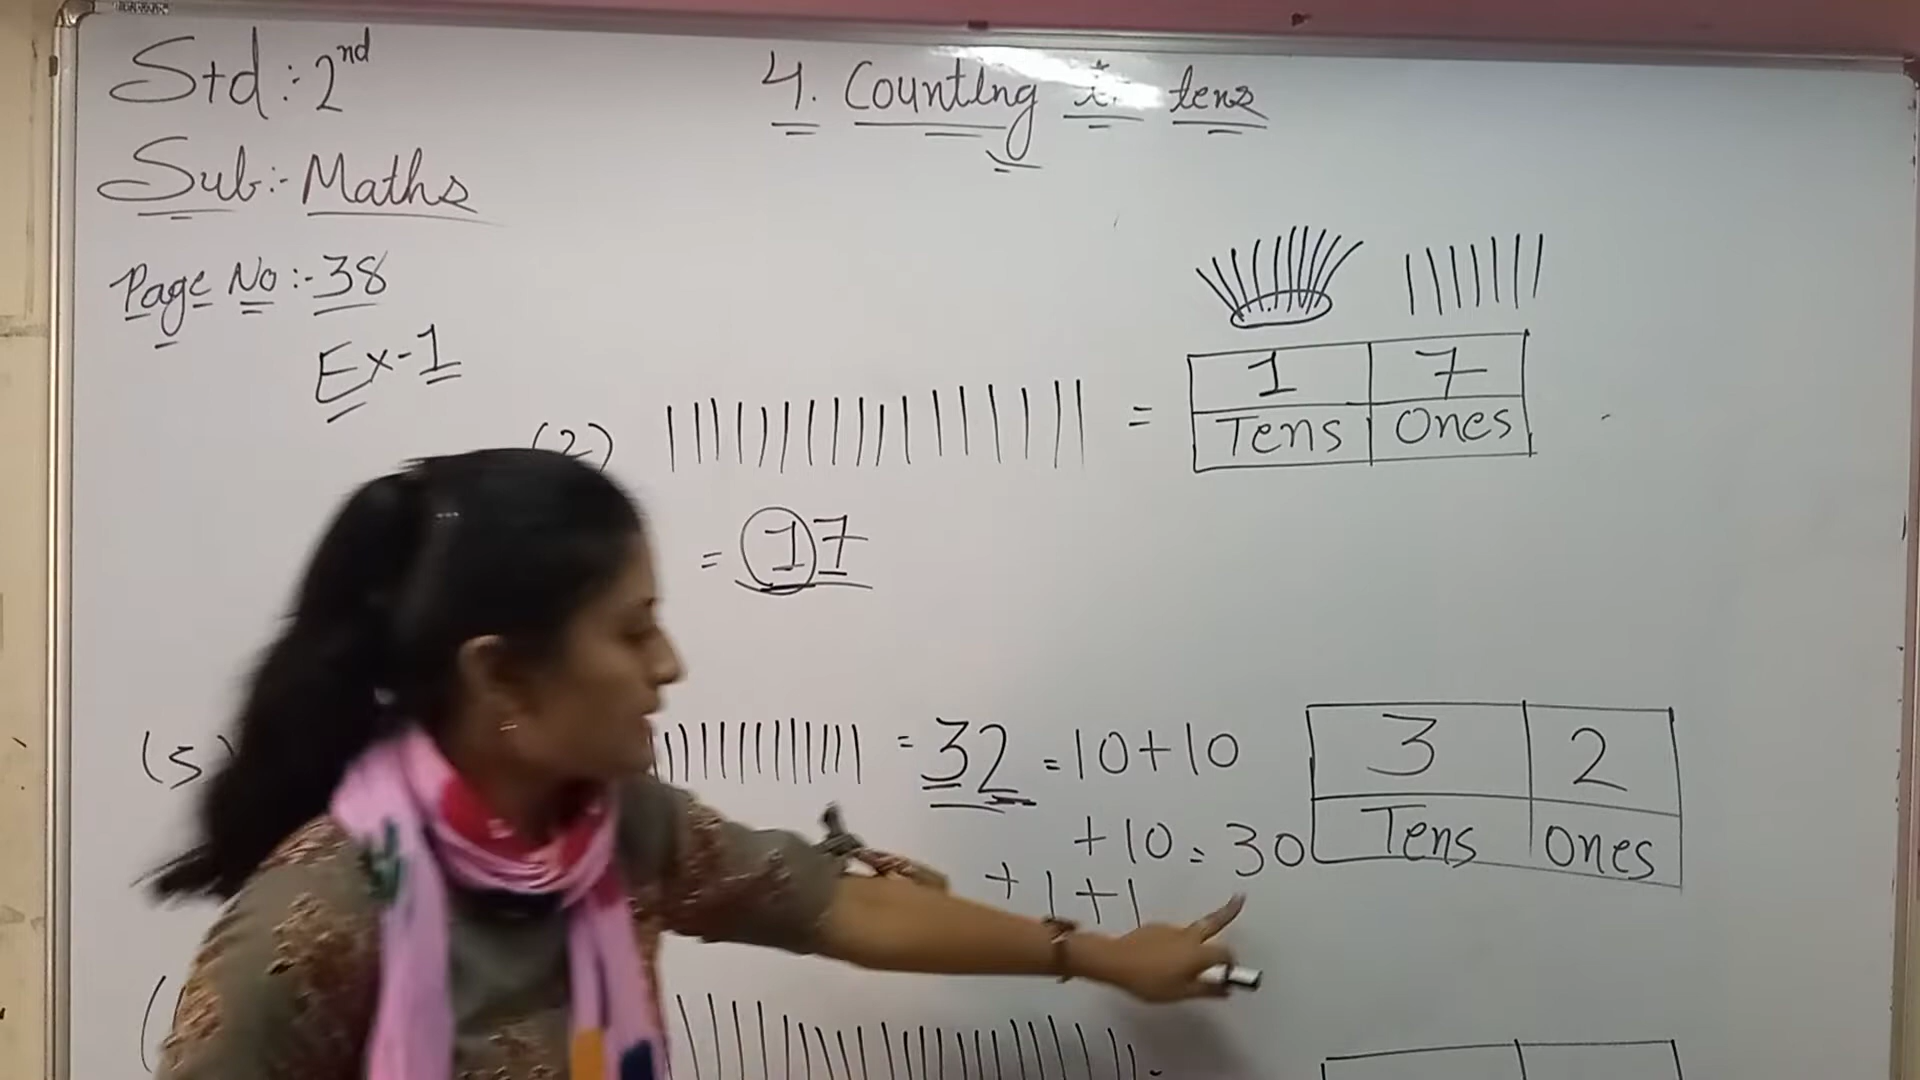 Std :- 2nd
4. Counting in tens
Sub :- Maths
Page No :- 38
Ex-1
1 7
(2) =
Tens Ones
= 17
(5) = 32 = 10+10
3 2
+10 = 30
Tens Ones
+ 1 + 1